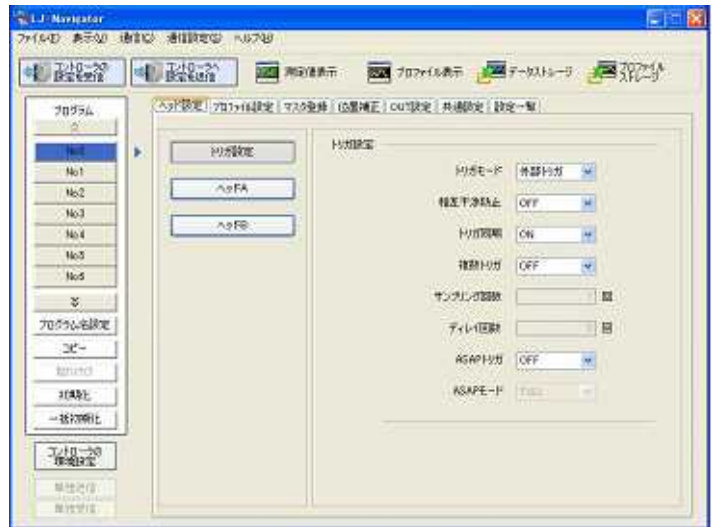 LJ-Navigator
ファイル(F) 表示(V) 通信(C) 通信設定(S) ヘルプ(H)
コントローラの設定を受信 コントローラへ設定を送信 測定値表示 プロファイル表示 データストレージ プロファイルストレージ
プログラム
ヘッド設定 プロファイル設定 マスク登録 位置補正 OUT設定 共通設定 設定一覧
No0
No1
No2
No3
No4
No5
No6
プログラム名設定
コピー
初期化
一括初期化
コントローラの環境設定
トリガ設定
ヘッドA
ヘッドB
トリガ設定
トリガモード 外部トリガ
相互干渉防止 OFF
トリガ同期 ON
複数トリガ OFF
サンプリング回数 回
ディレイ回数 回
ASAPトリガ OFF
ASAPモード